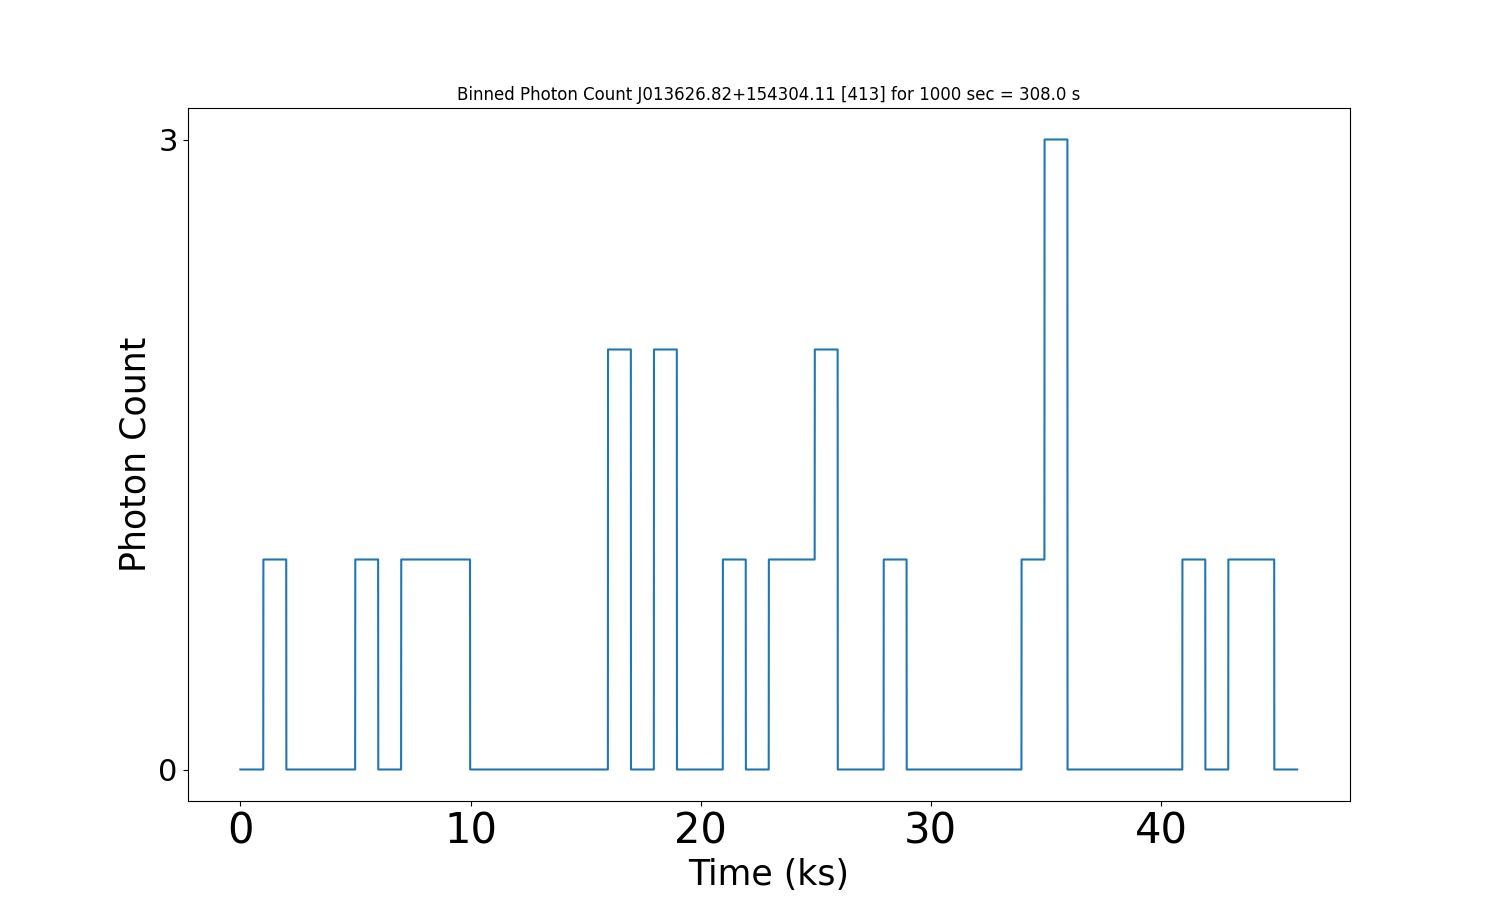 Binned Photon Count J013626.82+154304.11 [413] for 1000 sec = 308.0 s
3
0
Photon Count
0 10 20 30 40
Time (ks)